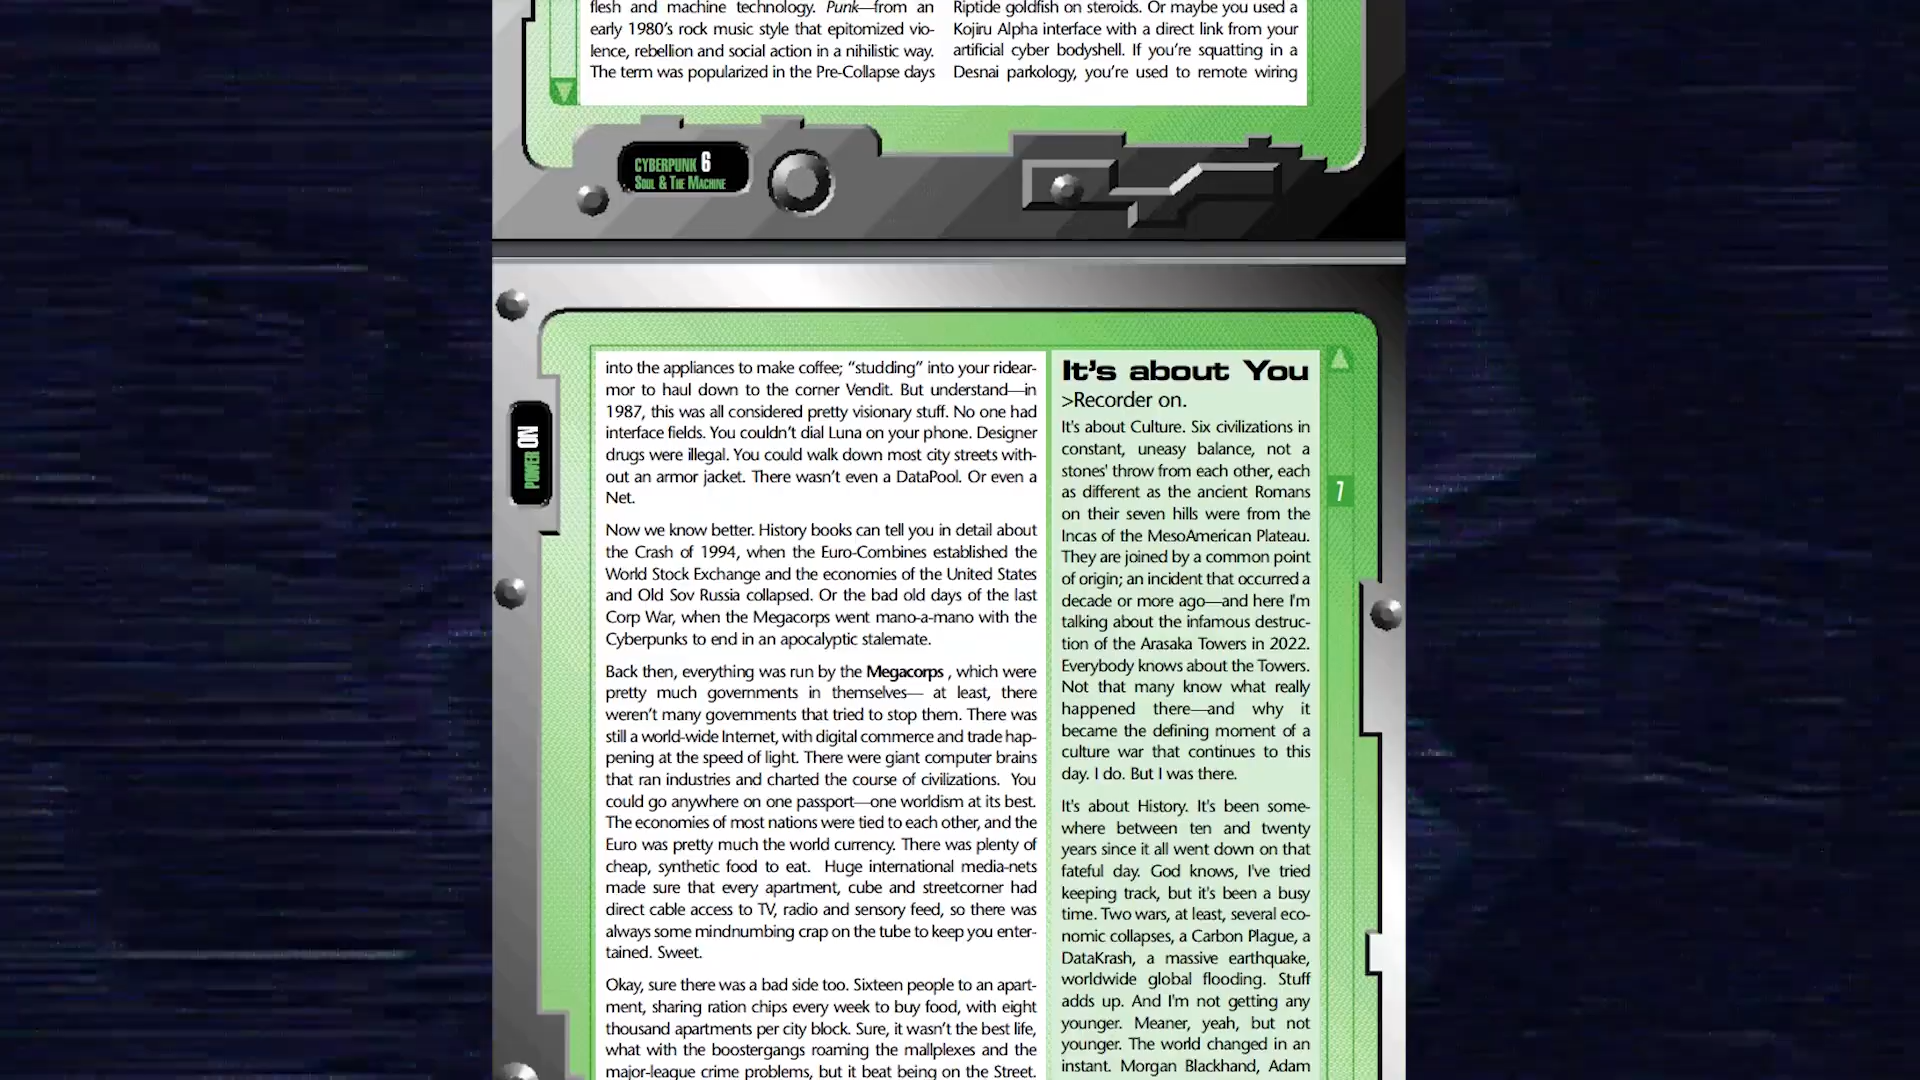 flesh and machine technology. Punk—from an
early 1980's rock music style that epitomized vio-
lence, rebellion and social action in a nihilistic way.
The term was popularized in the Pre-Collapse days
Riptide goldfish on steroids. Or maybe you used a
Kojiru Alpha interface with a direct link from your
artificial cyber bodyshell. If you're squatting in a
Desnai parkology, you're used to remote wiring
CYBERPUNK 6
SOUL & THE MACHINE
POWER ON
into the appliances to make coffee; “studding” into your ridear-
mor to haul down to the corner Vendit. But understand—in
1987, this was all considered pretty visionary stuff. No one had
interface fields. You couldn't dial Luna on your phone. Designer
drugs were illegal. You could walk down most city streets with-
out an armor jacket. There wasn't even a DataPool. Or even a
Net.
Now we know better. History books can tell you in detail about
the Crash of 1994, when the Euro-Combines established the
World Stock Exchange and the economies of the United States
and Old Sov Russia collapsed. Or the bad old days of the last
Corp War, when the Megacorps went mano-a-mano with the
Cyberpunks to end in an apocalyptic stalemate.
Back then, everything was run by the Megacorps , which were
pretty much governments in themselves— at least, there
weren't many governments that tried to stop them. There was
still a world-wide Internet, with digital commerce and trade hap-
pening at the speed of light. There were giant computer brains
that ran industries and charted the course of civilizations. You
could go anywhere on one passport—one worldism at its best.
The economies of most nations were tied to each other, and the
Euro was pretty much the world currency. There was plenty of
cheap, synthetic food to eat. Huge international media-nets
made sure that every apartment, cube and streetcorner had
direct cable access to TV, radio and sensory feed, so there was
always some mindnumbing crap on the tube to keep you enter-
tained. Sweet.
Okay, sure there was a bad side too. Sixteen people to an apart-
ment, sharing ration chips every week to buy food, with eight
thousand apartments per city block. Sure, it wasn't the best life,
what with the boostergangs roaming the mallplexes and the
major-league crime problems, but it beat being on the Street.
It's about You
>Recorder on.
It's about Culture. Six civilizations in
constant, uneasy balance, not a
stones' throw from each other, each
as different as the ancient Romans
on their seven hills were from the
Incas of the MesoAmerican Plateau.
They are joined by a common point
of origin; an incident that occurred a
decade or more ago—and here I'm
talking about the infamous destruc-
tion of the Arasaka Towers in 2022.
Everybody knows about the Towers.
Not that many know what really
happened there—and why it
became the defining moment of a
culture war that continues to this
day. I do. But I was there.
It's about History. It's been some-
where between ten and twenty
years since it all went down on that
fateful day. God knows, I've tried
keeping track, but it's been a busy
time. Two wars, at least, several eco-
nomic collapses, a Carbon Plague, a
DataKrash, a massive earthquake,
worldwide global flooding. Stuff
adds up. And I'm not getting any
younger. Meaner, yeah, but not
younger. The world changed in an
instant. Morgan Blackhand, Adam
7